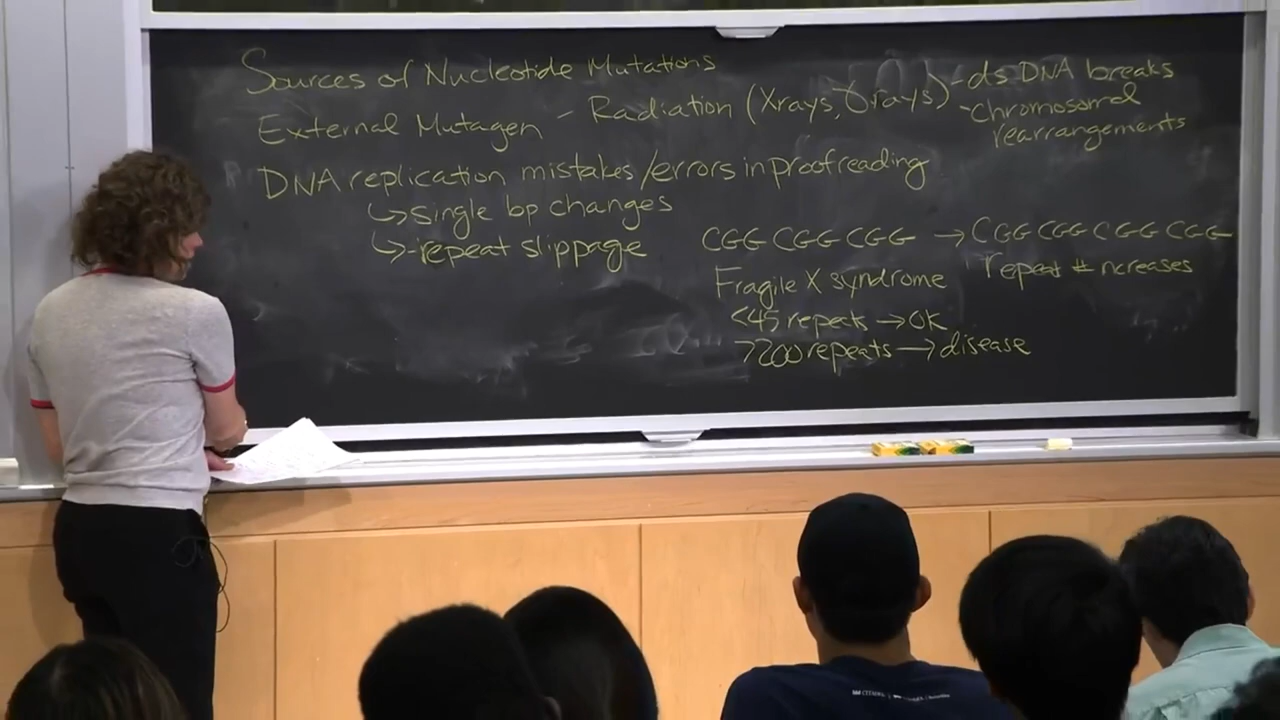 Sources of Nucleotide Mutations
External Mutagen - Radiation (Xrays, γrays) - ds DNA breaks
- Chromosomal rearrangements
DNA replication mistakes/errors in proofreading
↳ single bp changes
↳ repeat slippage
CGG CGG CGG → CGG CGG CGG CGG
repeat # ncreases
Fragile X syndrome
<45 repeats → OK
>200 repeats → disease